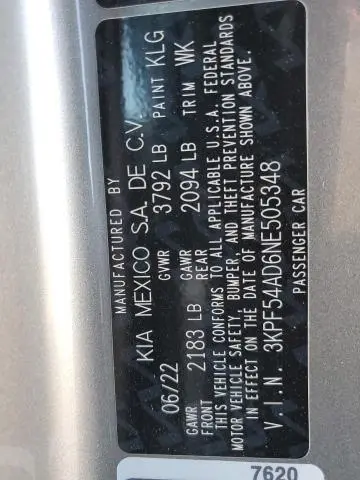 MANUFACTURED BY
KIA MEXICO S.A. DE C.V.
06/22 GVWR 3792 LB PAINT KLG
GAWR FRONT 2183 LB GAWR REAR 2094 LB TRIM WK
THIS VEHICLE CONFORMS TO ALL APPLICABLE U.S.A. FEDERAL
MOTOR VEHICLE SAFETY, BUMPER, AND THEFT PREVENTION STANDARDS
IN EFFECT ON THE DATE OF MANUFACTURE SHOWN ABOVE.
V.I.N. 3KPF54AD6NE505348
PASSENGER CAR
7620